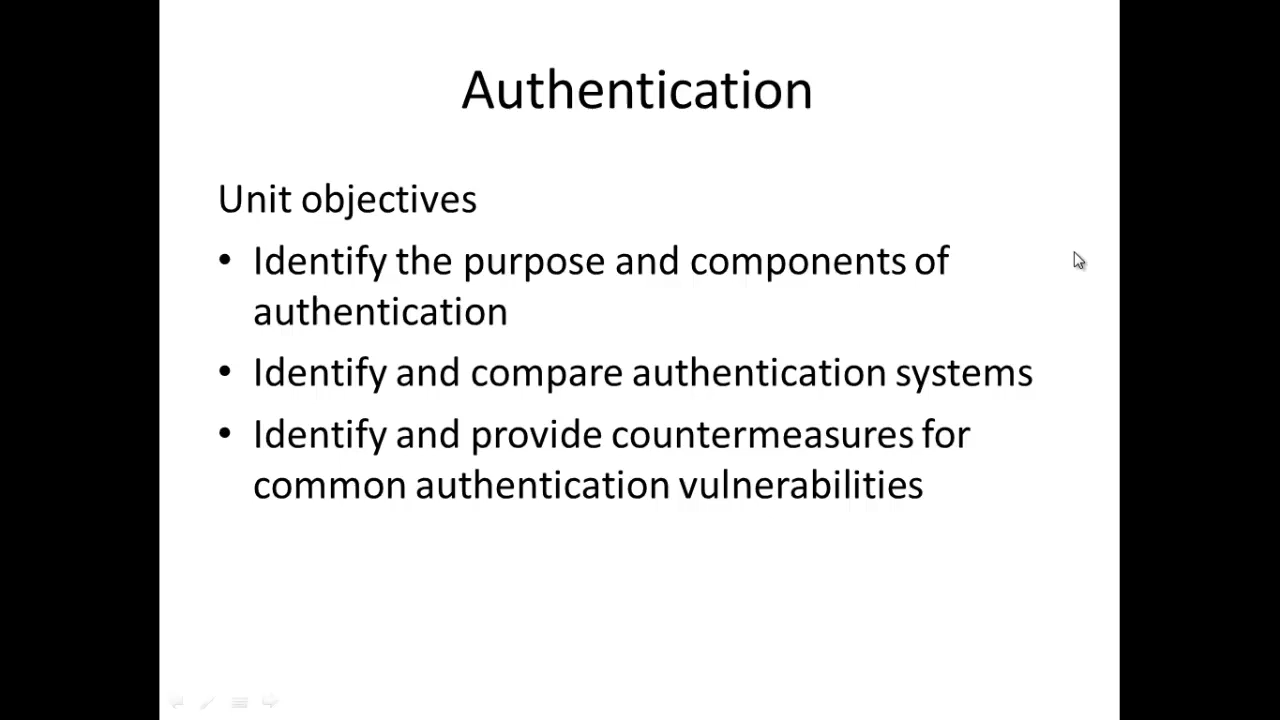 Authentication
Unit objectives
• Identify the purpose and components of
authentication
• Identify and compare authentication systems
• Identify and provide countermeasures for
common authentication vulnerabilities